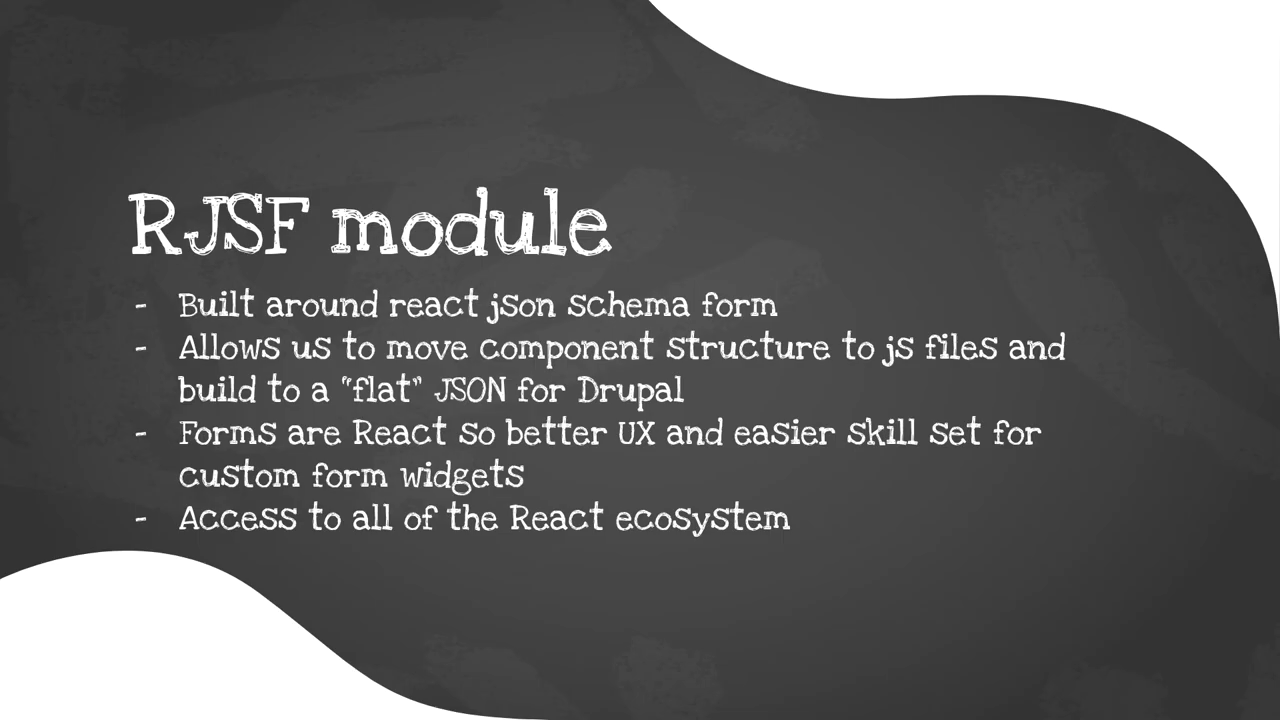 RJSF module
- Built around react json schema form
- Allows us to move component structure to js files and
build to a "flat" JSON for Drupal
- Forms are React so better UX and easier skill set for
custom form widgets
- Access to all of the React ecosystem